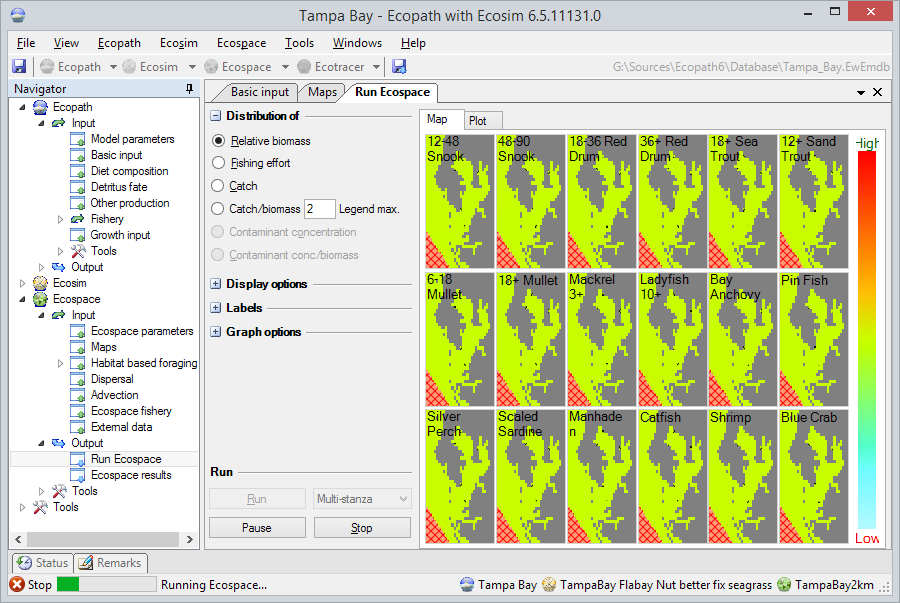 Tampa Bay - Ecopath with Ecosim 6.5.11131.0
File View Ecopath Ecosim Ecospace Tools Windows Help
Ecopath Ecosim Ecospace Ecotracer G:\Sources\Ecopath6\Database\Tampa_Bay.EwEmdb
Navigator
Ecopath
Input
Model parameters
Basic input
Diet composition
Detritus fate
Other production
Fishery
Growth input
Tools
Output
Ecosim
Ecospace
Input
Ecospace parameters
Maps
Habitat based foraging
Dispersal
Advection
Ecospace fishery
External data
Output
Run Ecospace
Ecospace results
Tools
Tools
Basic input Maps Run Ecospace
Distribution of
Relative biomass
Fishing effort
Catch
Catch/biomass 2 Legend max.
Contaminant concentration
Contaminant conc/biomass
Display options
Labels
Graph options
Run
Run Multi-stanza
Pause Stop
Map Plot
12-48 48-90 18-36 Red 36+ Red 18+ Sea 12+ Sand
Snook Snook Drum Drum Trout Trout
6-18 18+ Mullet Mackrel Ladyfish Bay Pin Fish
Mullet 3+ 10+ Anchovy
Silver Scaled Manhade Catfish Shrimp Blue Crab
Perch Sardine n
High
Low
Status Remarks
Stop Running Ecospace... Tampa Bay TampaBay Flabay Nut better fix seagrass TampaBay2km